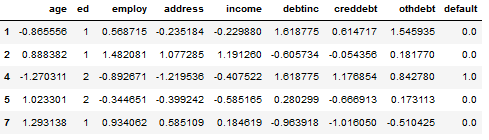 age ed employ address income debtinc creddebt othdebt default
1 -0.865556 1 0.568715 -0.235184 -0.229880 1.618775 0.614717 1.545935 0.0
2 0.888382 1 1.482081 1.077285 1.191260 -0.605734 -0.054356 0.181770 0.0
4 -1.270311 2 -0.892671 -1.219536 -0.407522 1.618775 1.176854 0.842780 1.0
5 1.023301 2 -0.344651 -0.399242 -0.585165 0.280299 -0.666913 0.173113 0.0
7 1.293138 1 0.934062 0.585109 0.184619 -0.963918 -1.016050 -0.510425 0.0